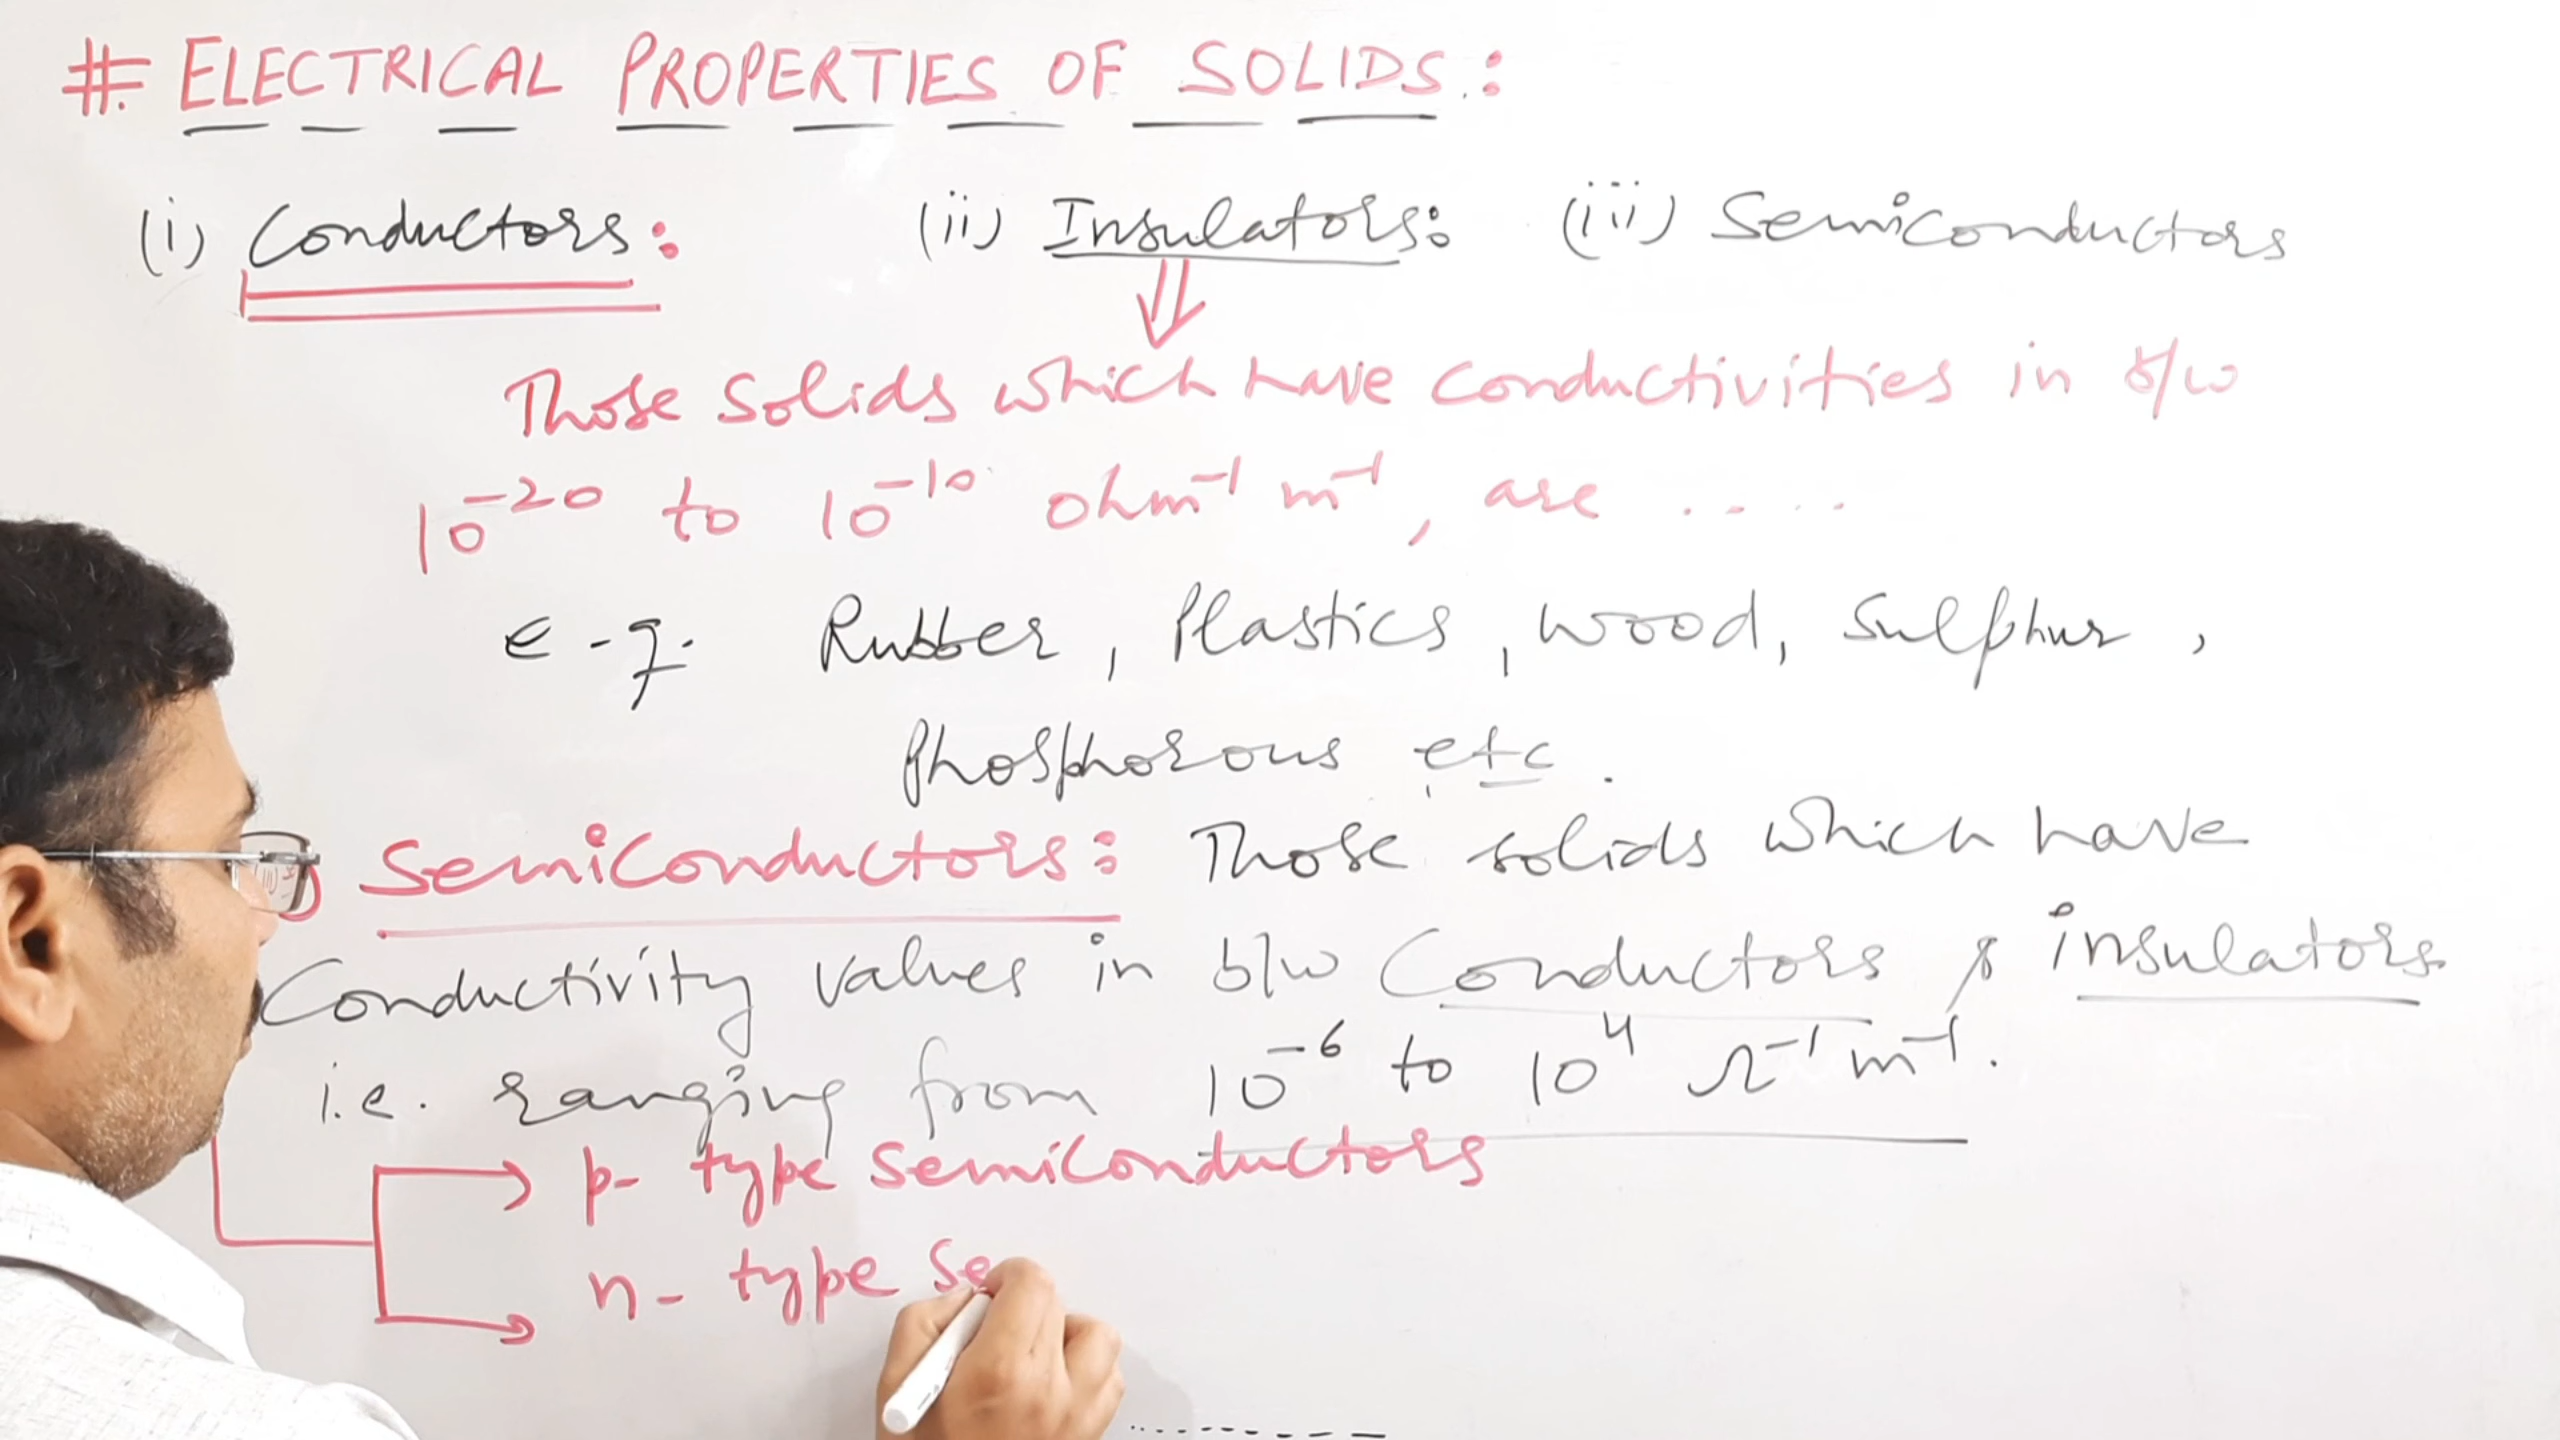 # ELECTRICAL PROPERTIES OF SOLIDS:
(i) Conductors: (ii) Insulators: (iii) Semiconductors
Those solids which have conductivities in b/w
10⁻²⁰ to 10⁻¹⁰ ohm⁻¹ m⁻¹, are ....
e.g. Rubber, Plastics, wood, Sulphur,
Phosphorous etc.
Semiconductors: Those solids which have
Conductivity values in b/w Conductors & insulators
i.e. ranging from 10⁻⁶ to 10⁴ Ω⁻¹ m⁻¹.
p- type semiconductors
n- type Se